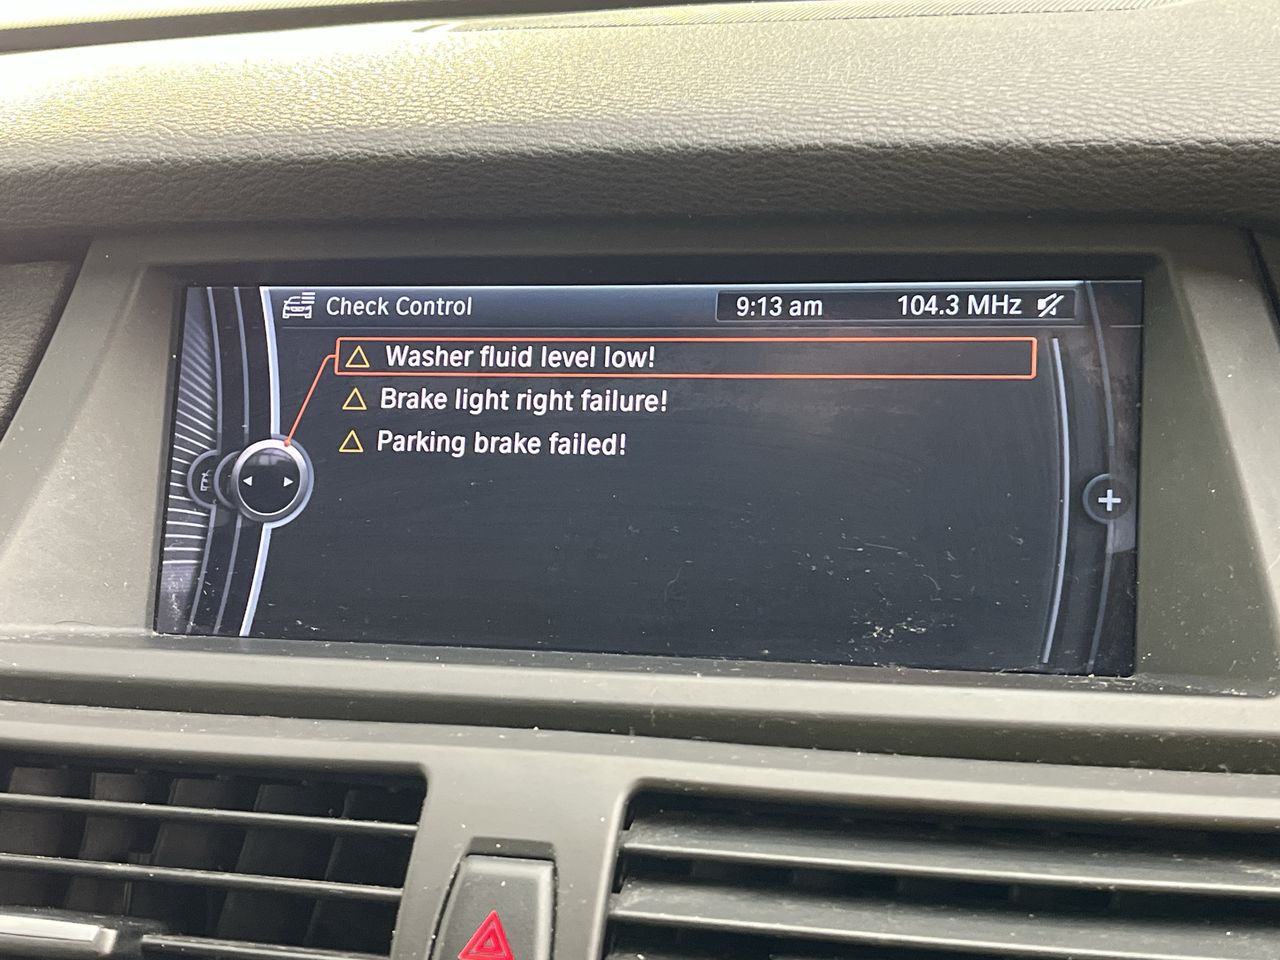 Check Control
9:13 am
104.3 MHz
Washer fluid level low!
Brake light right failure!
Parking brake failed!